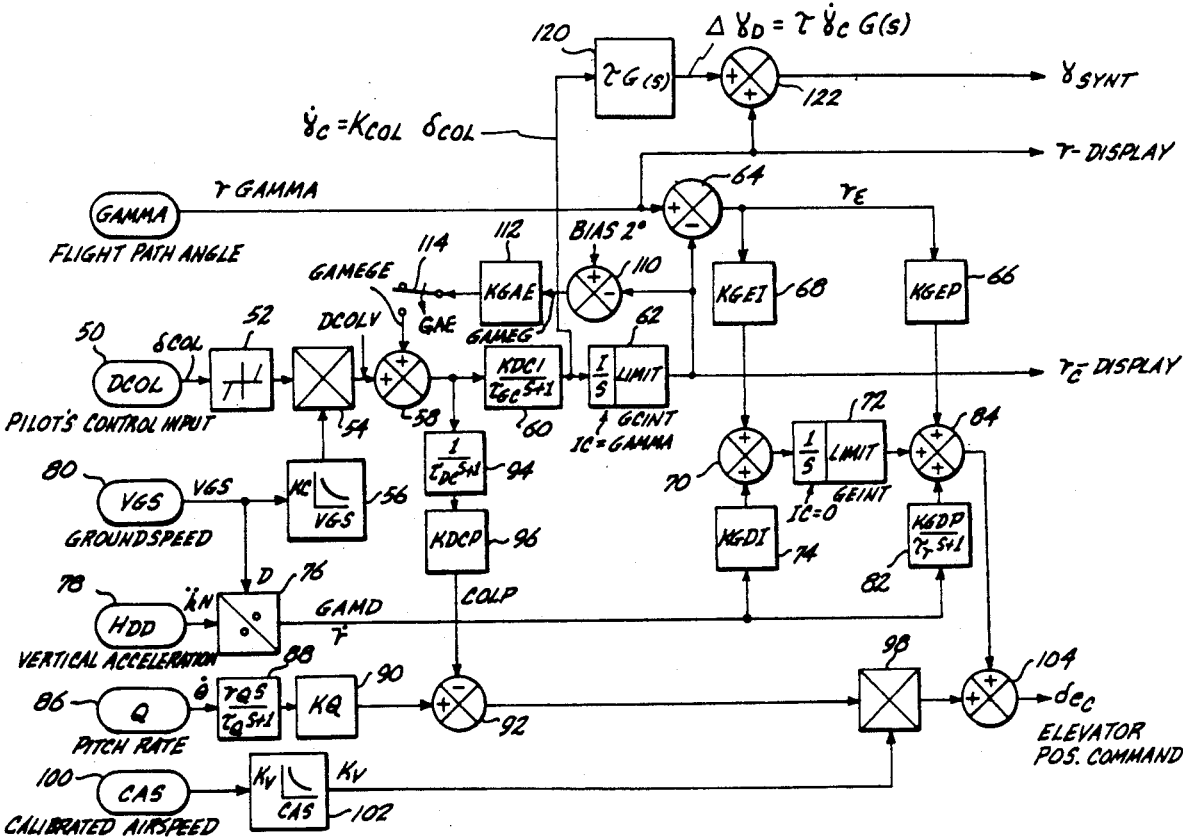 120
Δ γD = τ γ̇C G(s)
τ G(s)
122
γSYNT
γ̇C = KCOL δCOL
γ-DISPLAY
64
γ GAMMA
GAMMA
FLIGHT PATH ANGLE
γE
BIAS 2°
112
114
110
GAMEGE
KGAE
KGEI
68
KGEP
66
GAE
GAMEG
DCOLV
52
62
50
δCOL
DCOL
PILOT'S CONTROL INPUT
54
58
KDCI
τGC S+1
60
1
S
LIMIT
GCINT
IC=GAMMA
γC-DISPLAY
72
84
70
1
S
LIMIT
GEINT
IC=0
1
τDC S+1
94
80
VGS
VGS
GROUNDSPEED
KC
VGS
56
KDCP
96
KGDI
74
KGDP
τr S+1
82
D
76
78
ḧN
HDD
VERTICAL ACCELERATION
GAMD
γ̇
COLP
98
88
90
104
86
Q
Q̇
PITCH RATE
τQ S
τQ S+1
KQ
92
δeC
ELEVATOR
POS. COMMAND
100
CAS
CALIBRATED AIRSPEED
KV
CAS
KV
102